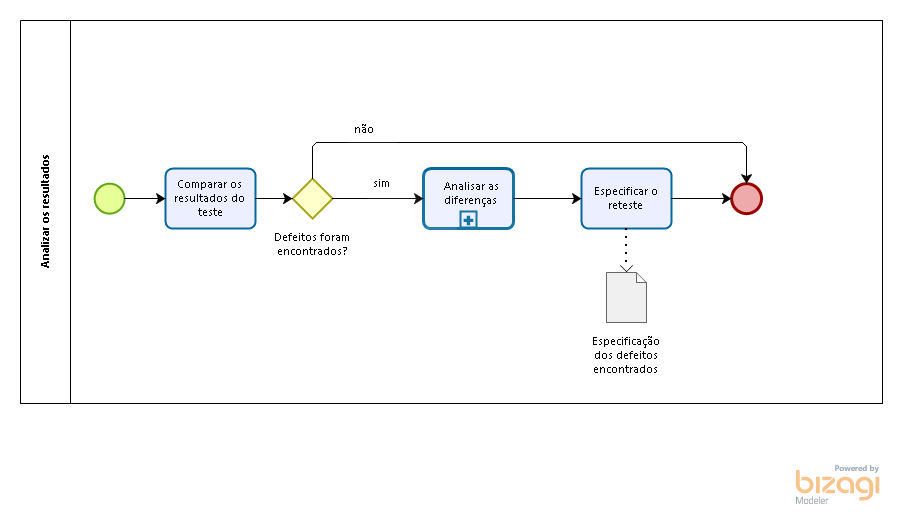 Analizar os resultados
não
Comparar os
resultados do
teste
Defeitos foram
encontrados?
sim
Analisar as
diferenças
Especificar o
reteste
Especificação
dos defeitos
encontrados
Powered by
bizagi
Modeler